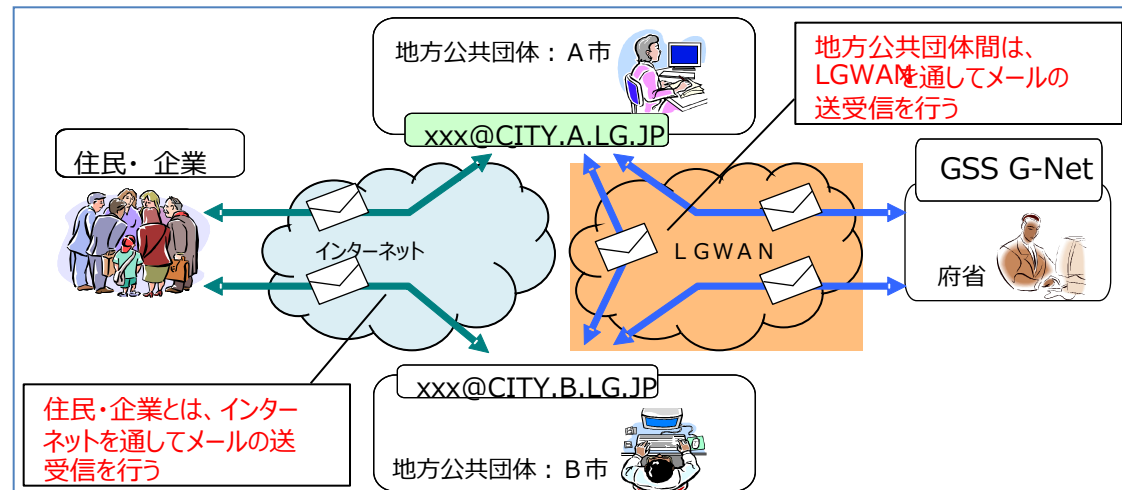 地方公共団体：A市
xxx@CITY.A.LG.JP
地方公共団体間は、
LGWANを通してメールの
送受信を行う
住民・ 企業
GSS G-Net
府省
インターネット
ＬＧＷＡＮ
xxx@CITY.B.LG.JP
地方公共団体：B市
住民・企業とは、インター
ネットを通してメールの送
受信を行う